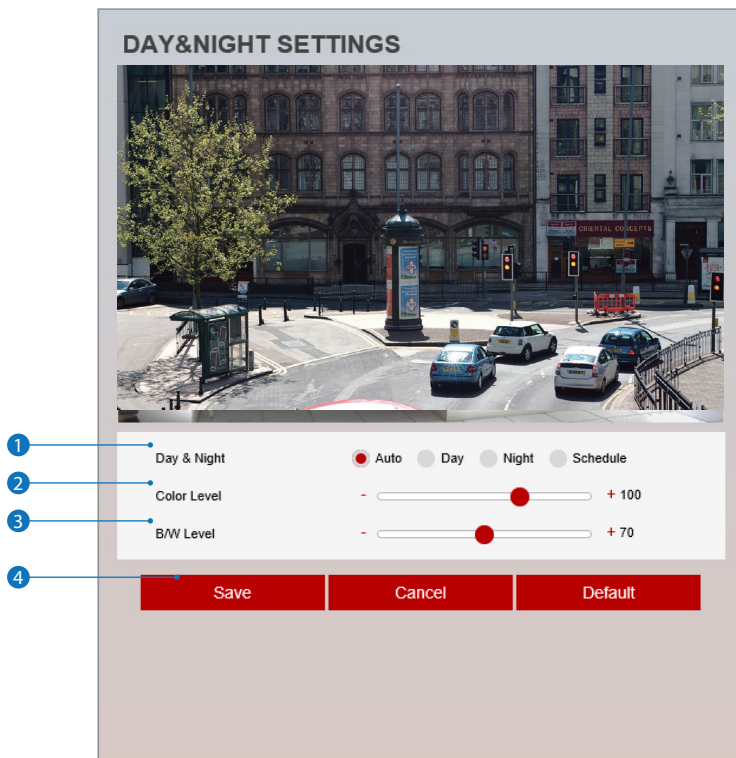 DAY&NIGHT SETTINGS
ORIENTAL CONCEPTS
1
Day & Night Auto Day Night Schedule
2
Color Level - + 100
3
B/W Level - + 70
4
Save Cancel Default